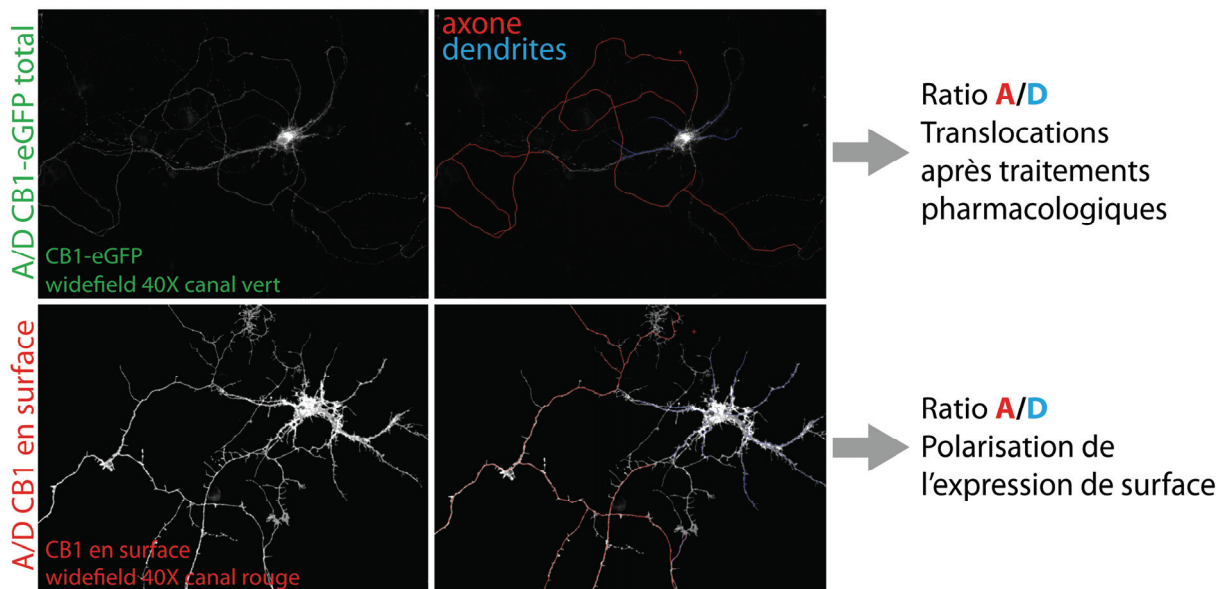 A/D CB1-eGFP total
CB1-eGFP
widefield 40X canal vert
axone
dendrites
Ratio A/D
Translocations
après traitements
pharmacologiques
A/D CB1 en surface
CB1 en surface
widefield 40X canal rouge
Ratio A/D
Polarisation de
l’expression de surface